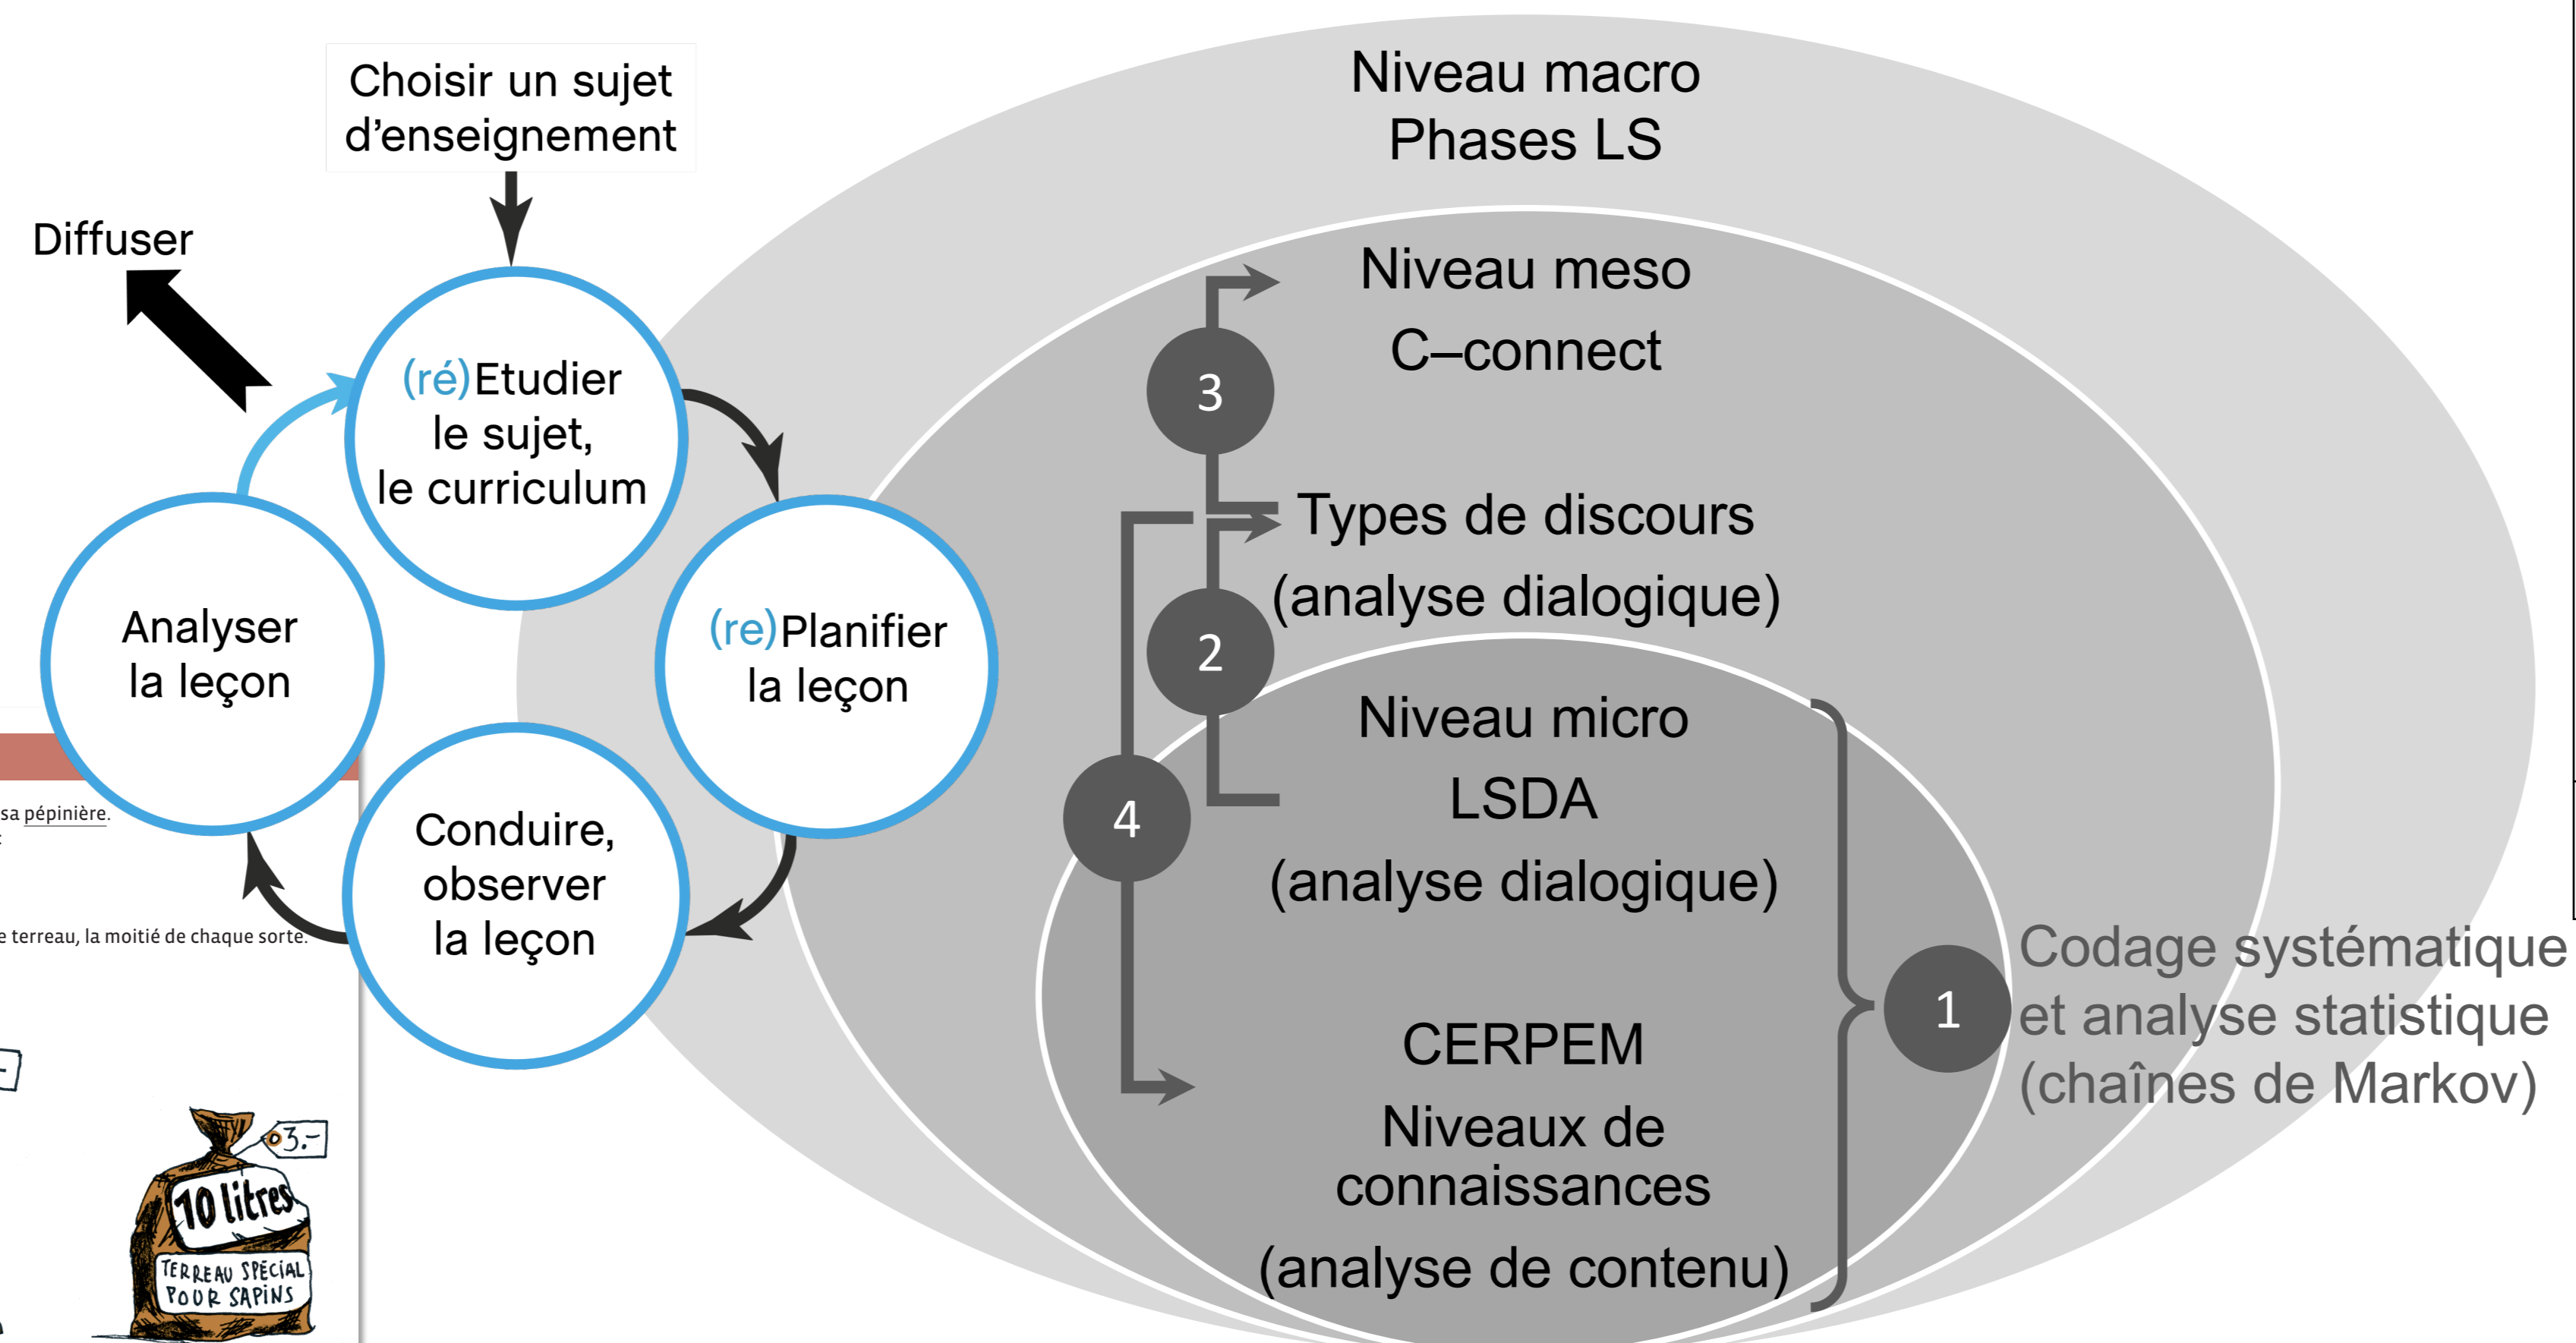 Choisir un sujet
d'enseignement
Diffuser
(ré)Etudier
le sujet,
le curriculum
(re)Planifier
la leçon
Conduire,
observer
la leçon
Analyser
la leçon
sa pépinière.
e terreau, la moitié de chaque sorte.
3.-
10 litres
TERREAU SPÉCIAL
POUR SAPINS
Niveau macro
Phases LS
Niveau meso
C–connect
3
Types de discours
(analyse dialogique)
2
Niveau micro
LSDA
(analyse dialogique)
4
CERPEM
Niveaux de
connaissances
(analyse de contenu)
1
Codage systématique
et analyse statistique
(chaînes de Markov)